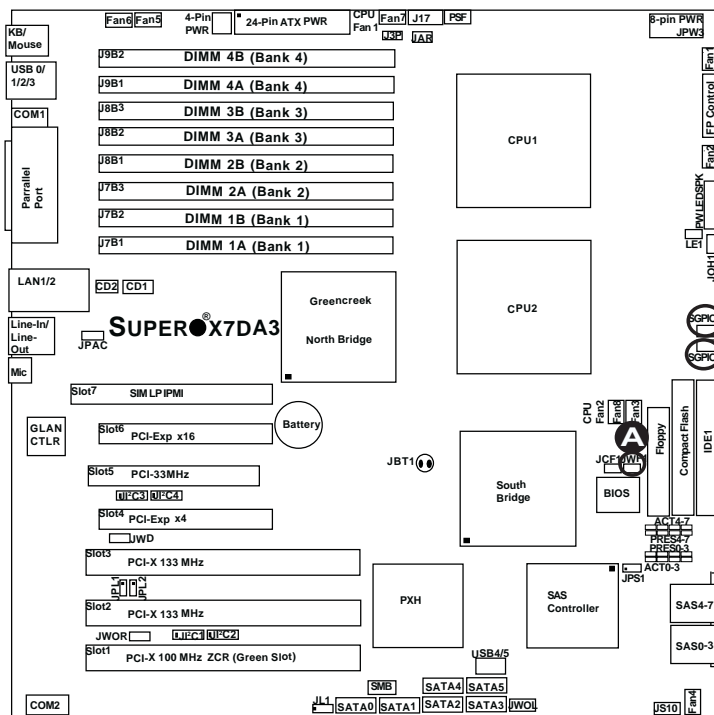 Fan6 Fan5
4-Pin
PWR
24-Pin ATX PWR
CPU
Fan 1
Fan7
J17
PSF
J3P
JAR
8-pin PWR
JPW3
KB/
Mouse
USB 0/
1/2/3
COM1
Parrallel
Port
J9B2 DIMM 4B (Bank 4)
J9B1 DIMM 4A (Bank 4)
J8B3 DIMM 3B (Bank 3)
J8B2 DIMM 3A (Bank 3)
J8B1 DIMM 2B (Bank 2)
J7B3 DIMM 2A (Bank 2)
J7B2 DIMM 1B (Bank 1)
J7B1 DIMM 1A (Bank 1)
CPU1
Fan1
FP Control
Fan2
PWLEDSPK
LE1
JOH1
LAN1/2
CD2 CD1
Greencreek
North Bridge
CPU2
SUPER®X7DA3
Line-In/
Line-
Out
JPAC
Mic
SGPIO
SGPIO
Slot7 SIMLP IPMI
GLAN
CTLR
Slot6
PCI-Exp x16
Battery
CPU
Fan2
Fan8
Fan3
A
Floppy
Compact Flash
IDE1
JCF1
JWF1
BIOS
JBT1
Slot5 PCI-33MHz
JI²C3 JI²C4
South
Bridge
Slot4
PCI-Exp x4
JWD
ACT4-7
PRES4-7
PRES0-3
ACT0-3
Slot3
PCI-X 133 MHz
JPL1
JPL2
JPS1
PXH
SAS
Controller
SAS4-7
Slot2
PCI-X 133 MHz
JWOR
JI²C1 JI²C2
SAS0-3
Slot1
PCI-X 100 MHz ZCR (Green Slot)
USB4/5
COM2
SMB
SATA4 SATA5
JL1
SATA0 SATA1 SATA2 SATA3 JWOL
JS10
Fan4